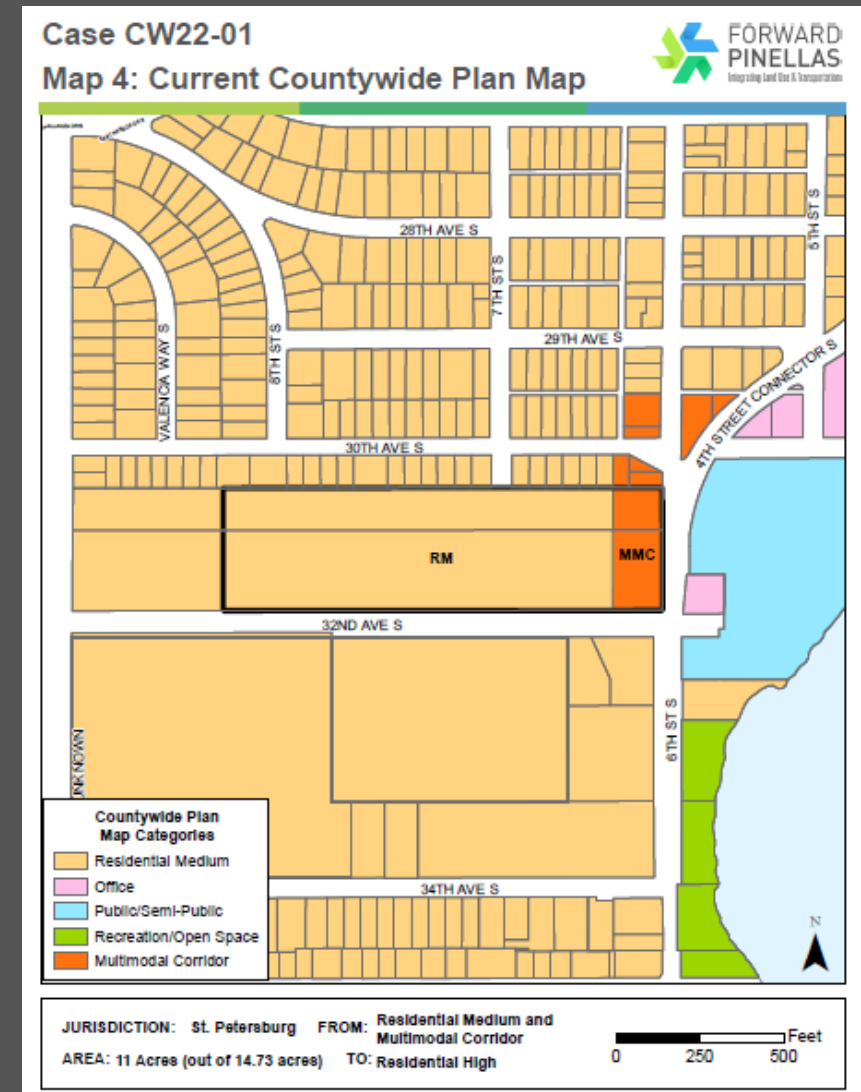 Case CW22-01
Map 4: Current Countywide Plan Map
FORWARD
PINELLAS
Integrating Land Use & Transportation
28TH AVE S
5TH ST S
7TH ST S
29TH AVE S
VALENCIA WAY S
8TH ST S
4TH STREET CONNECTOR S
30TH AVE S
RM
MMC
32ND AVE S
6TH ST S
UNKNOWN
34TH AVE S
N
Countywide Plan
Map Categories
Residential Medium
Office
Public/Semi-Public
Recreation/Open Space
Multimodal Corridor
JURISDICTION: St. Petersburg FROM: Residential Medium and
Multimodal Corridor
AREA: 11 Acres (out of 14.73 acres) TO: Residential High
Feet
0 250 500